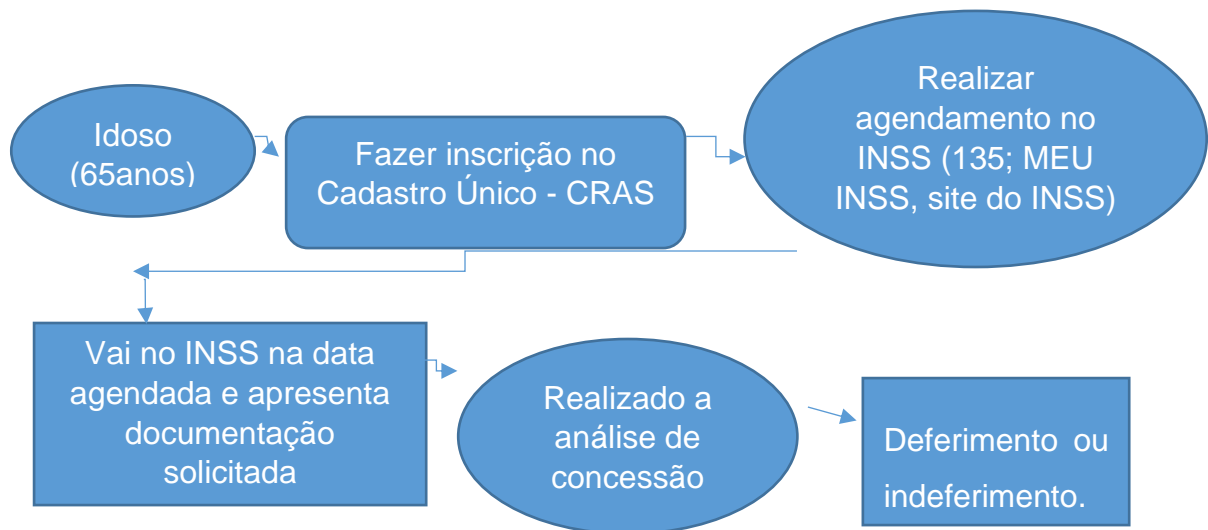 Idoso
(65anos)
Fazer inscrição no
Cadastro Único - CRAS
Realizar
agendamento no
INSS (135; MEU
INSS, site do INSS)
Vai no INSS na data
agendada e apresenta
documentação
solicitada
Realizado a
análise de
concessão
Deferimento ou
indeferimento.